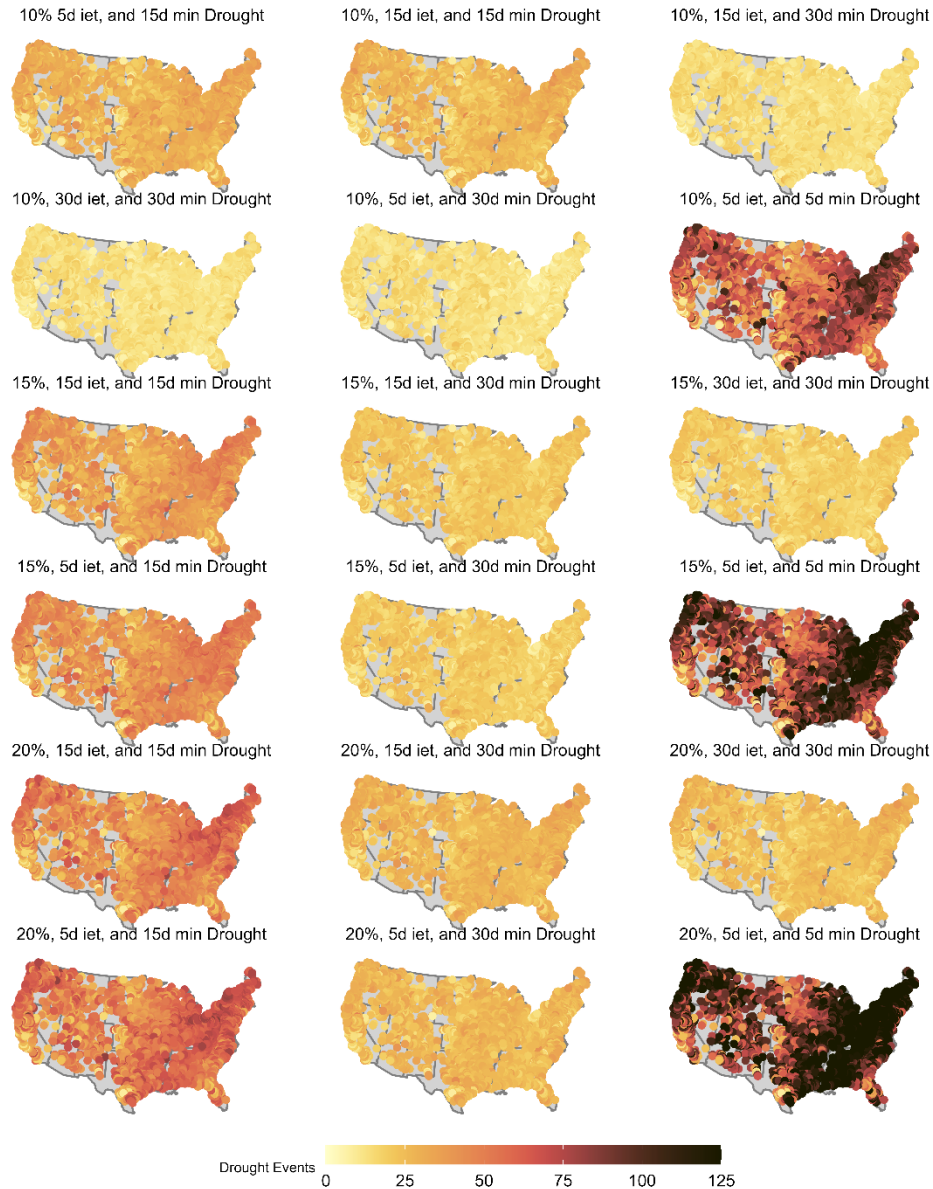 10% 5d iet, and 15d min Drought
10%, 15d iet, and 15d min Drought
10%, 15d iet, and 30d min Drought
10%, 30d iet, and 30d min Drought
10%, 5d iet, and 30d min Drought
10%, 5d iet, and 5d min Drought
15%, 15d iet, and 15d min Drought
15%, 15d iet, and 30d min Drought
15%, 30d iet, and 30d min Drought
15%, 5d iet, and 15d min Drought
15%, 5d iet, and 30d min Drought
15%, 5d iet, and 5d min Drought
20%, 15d iet, and 15d min Drought
20%, 15d iet, and 30d min Drought
20%, 30d iet, and 30d min Drought
20%, 5d iet, and 15d min Drought
20%, 5d iet, and 30d min Drought
20%, 5d iet, and 5d min Drought
Drought Events
0 25 50 75 100 125